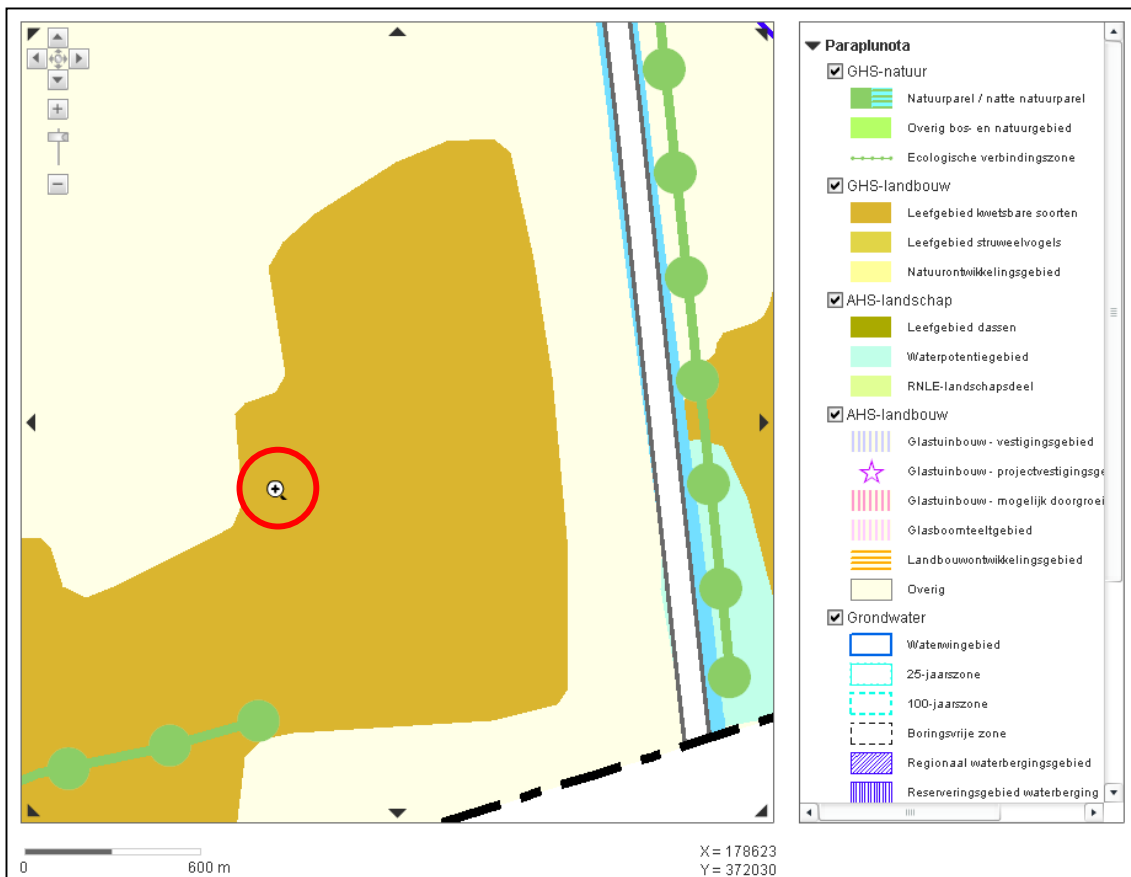 Paraplunota
GHS-natuur
Natuurparel / natte natuurparel
Overig bos- en natuurgebied
Ecologische verbindingszone
GHS-landbouw
Leefgebied kwetsbare soorten
Leefgebied struweelvogels
Natuurontwikkelingsgebied
AHS-landschap
Leefgebied dassen
Waterpotentiegebied
RNLE-landschapsdeel
AHS-landbouw
Glastuinbouw - vestigingsgebied
Glastuinbouw - projectvestigingsge
Glastuinbouw - mogelijk doorgroei
Glasboomteeltgebied
Landbouwontwikkelingsgebied
Overig
Grondwater
Waterwingebied
25-jaarszone
100-jaarszone
Boringsvrije zone
Regionaal waterbergingsgebied
Reserveringsgebied waterberging
0 600 m
X = 178623
Y = 372030